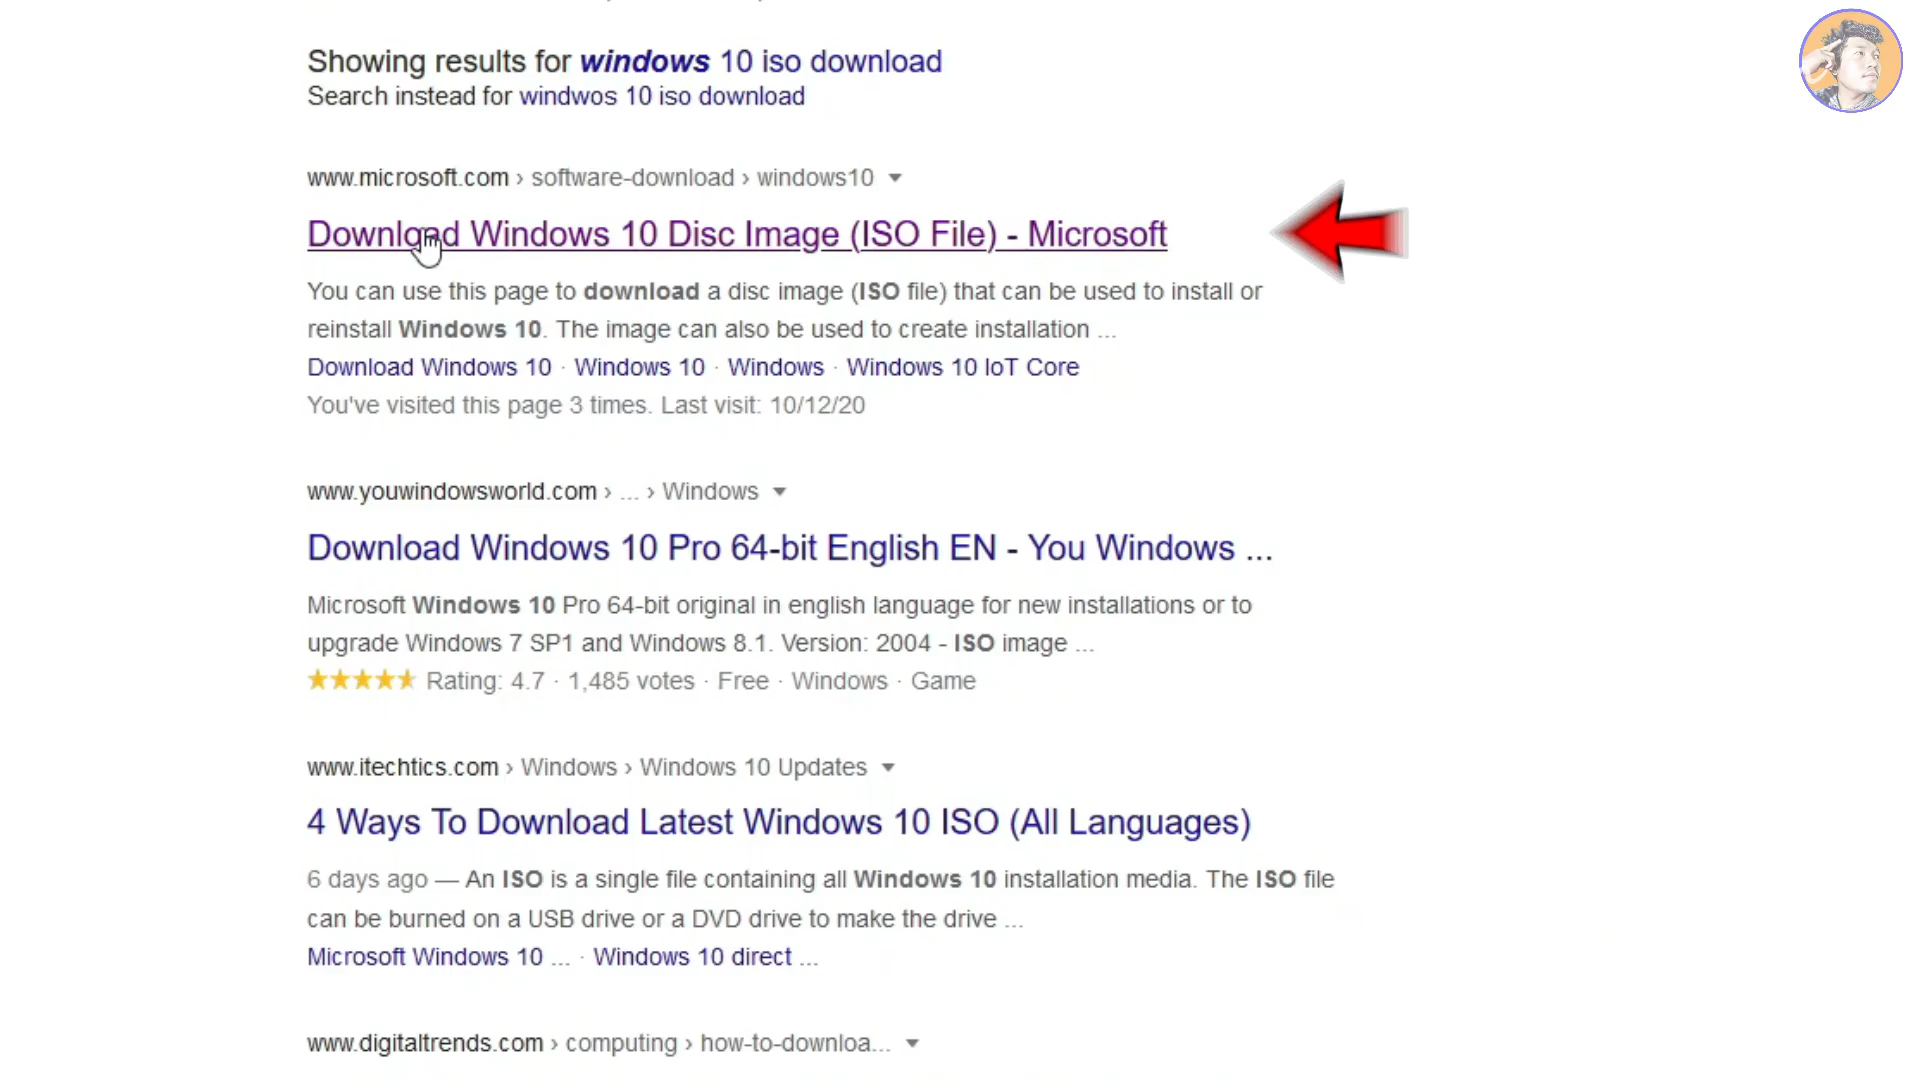 Showing results for windows 10 iso download
Search instead for windwos 10 iso download
www.microsoft.com › software-download › windows10
Download Windows 10 Disc Image (ISO File) - Microsoft
You can use this page to download a disc image (ISO file) that can be used to install or
reinstall Windows 10. The image can also be used to create installation ...
Download Windows 10 · Windows 10 · Windows · Windows 10 IoT Core
You've visited this page 3 times. Last visit: 10/12/20
www.youwindowsworld.com › ... › Windows
Download Windows 10 Pro 64-bit English EN - You Windows ...
Microsoft Windows 10 Pro 64-bit original in english language for new installations or to
upgrade Windows 7 SP1 and Windows 8.1. Version: 2004 - ISO image ...
Rating: 4.7 · 1,485 votes · Free · Windows · Game
www.itechtics.com › Windows › Windows 10 Updates
4 Ways To Download Latest Windows 10 ISO (All Languages)
6 days ago — An ISO is a single file containing all Windows 10 installation media. The ISO file
can be burned on a USB drive or a DVD drive to make the drive ...
Microsoft Windows 10 ... · Windows 10 direct ...
www.digitaltrends.com › computing › how-to-downloa...